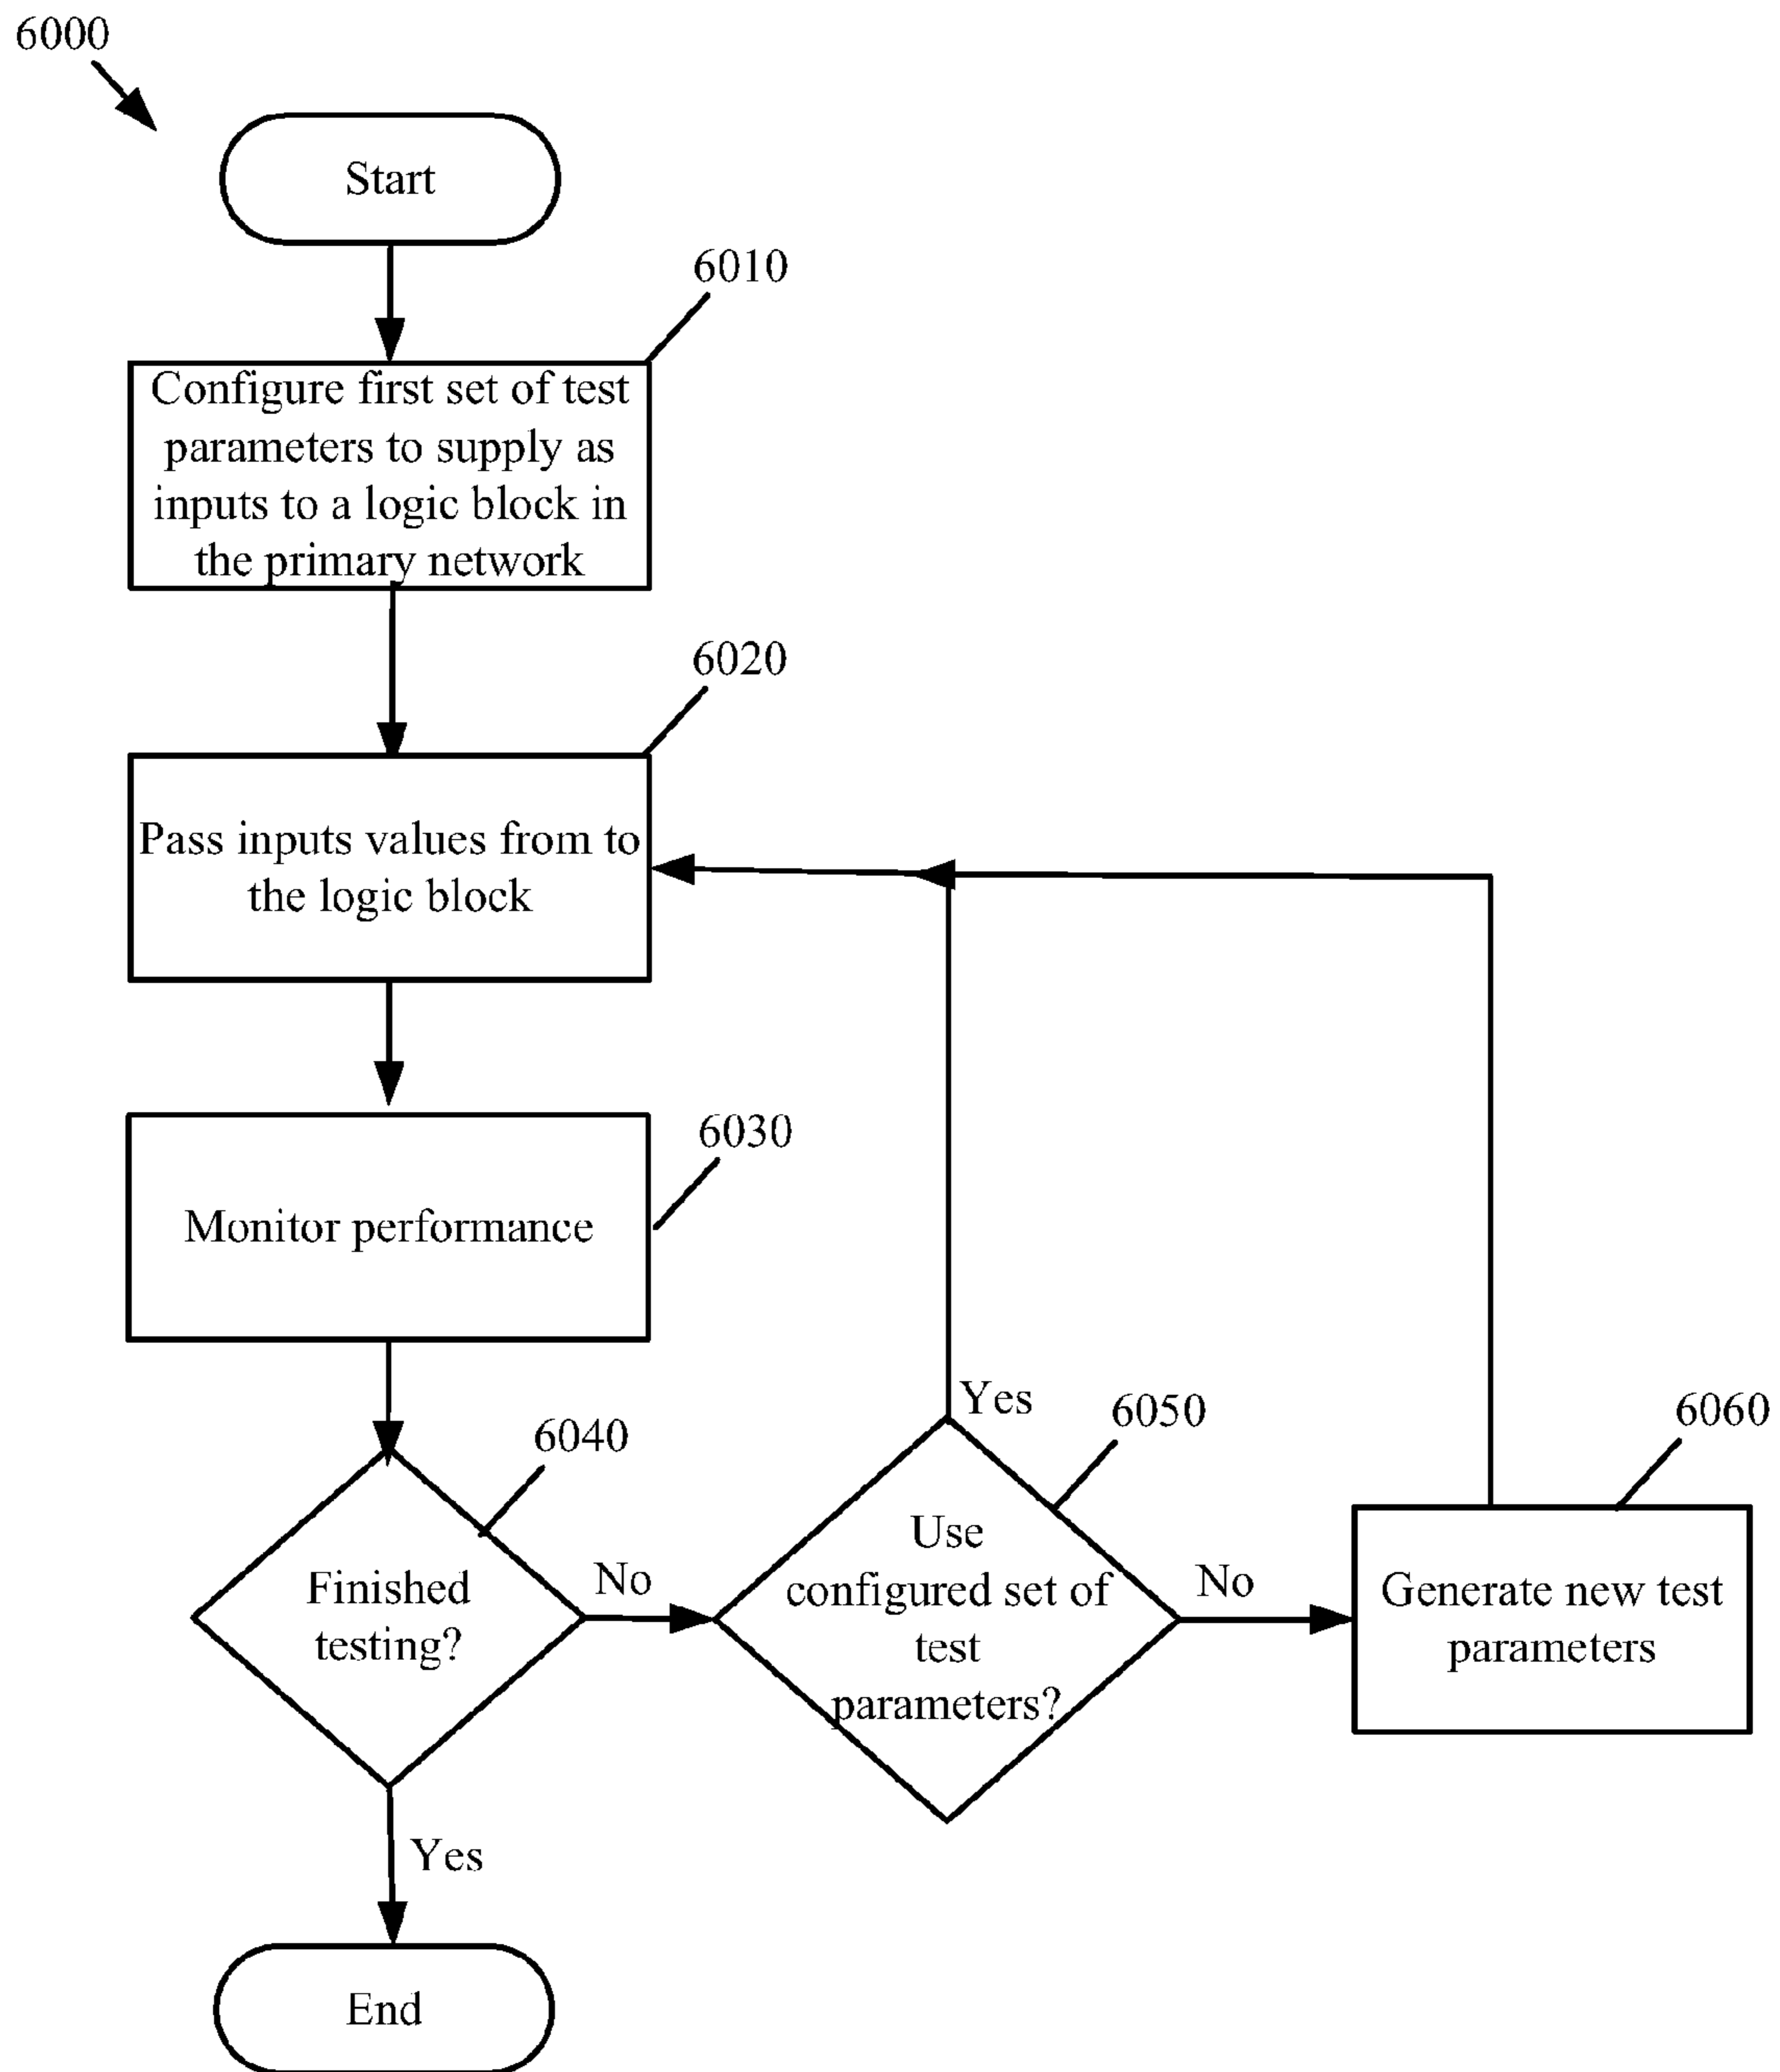 6000
Start
6010
Configure first set of test
parameters to supply as
inputs to a logic block in
the primary network
6020
Pass inputs values from to
the logic block
6030
Monitor performance
6040
Finished
testing?
No
Yes
6050
Use
configured set of
test
parameters?
Yes
No
6060
Generate new test
parameters
End